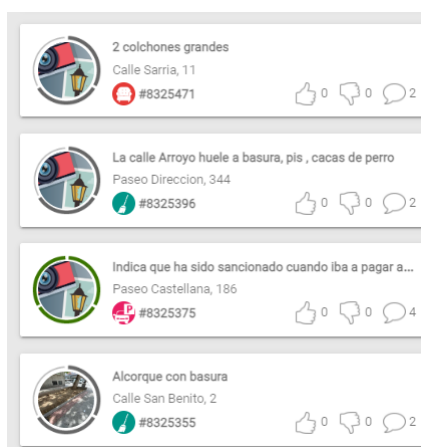 2 colchones grandes
Calle Sarria, 11
#8325471 0 0 2
La calle Arroyo huele a basura, pis , cacas de perro
Paseo Direccion, 344
#8325396 0 0 2
Indica que ha sido sancionado cuando iba a pagar a...
Paseo Castellana, 186
#8325375 0 0 4
Alcorque con basura
Calle San Benito, 2
#8325355 0 0 2